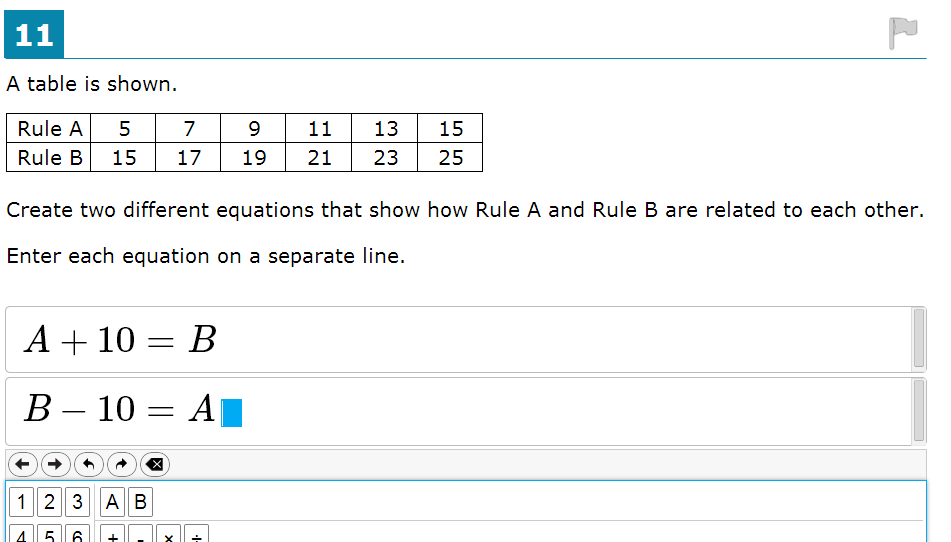 11
A table is shown.
Rule A 5 7 9 11 13 15
Rule B 15 17 19 21 23 25
Create two different equations that show how Rule A and Rule B are related to each other.
Enter each equation on a separate line.
A + 10 = B
B − 10 = A
1 2 3 A B
4 5 6 + - × ÷